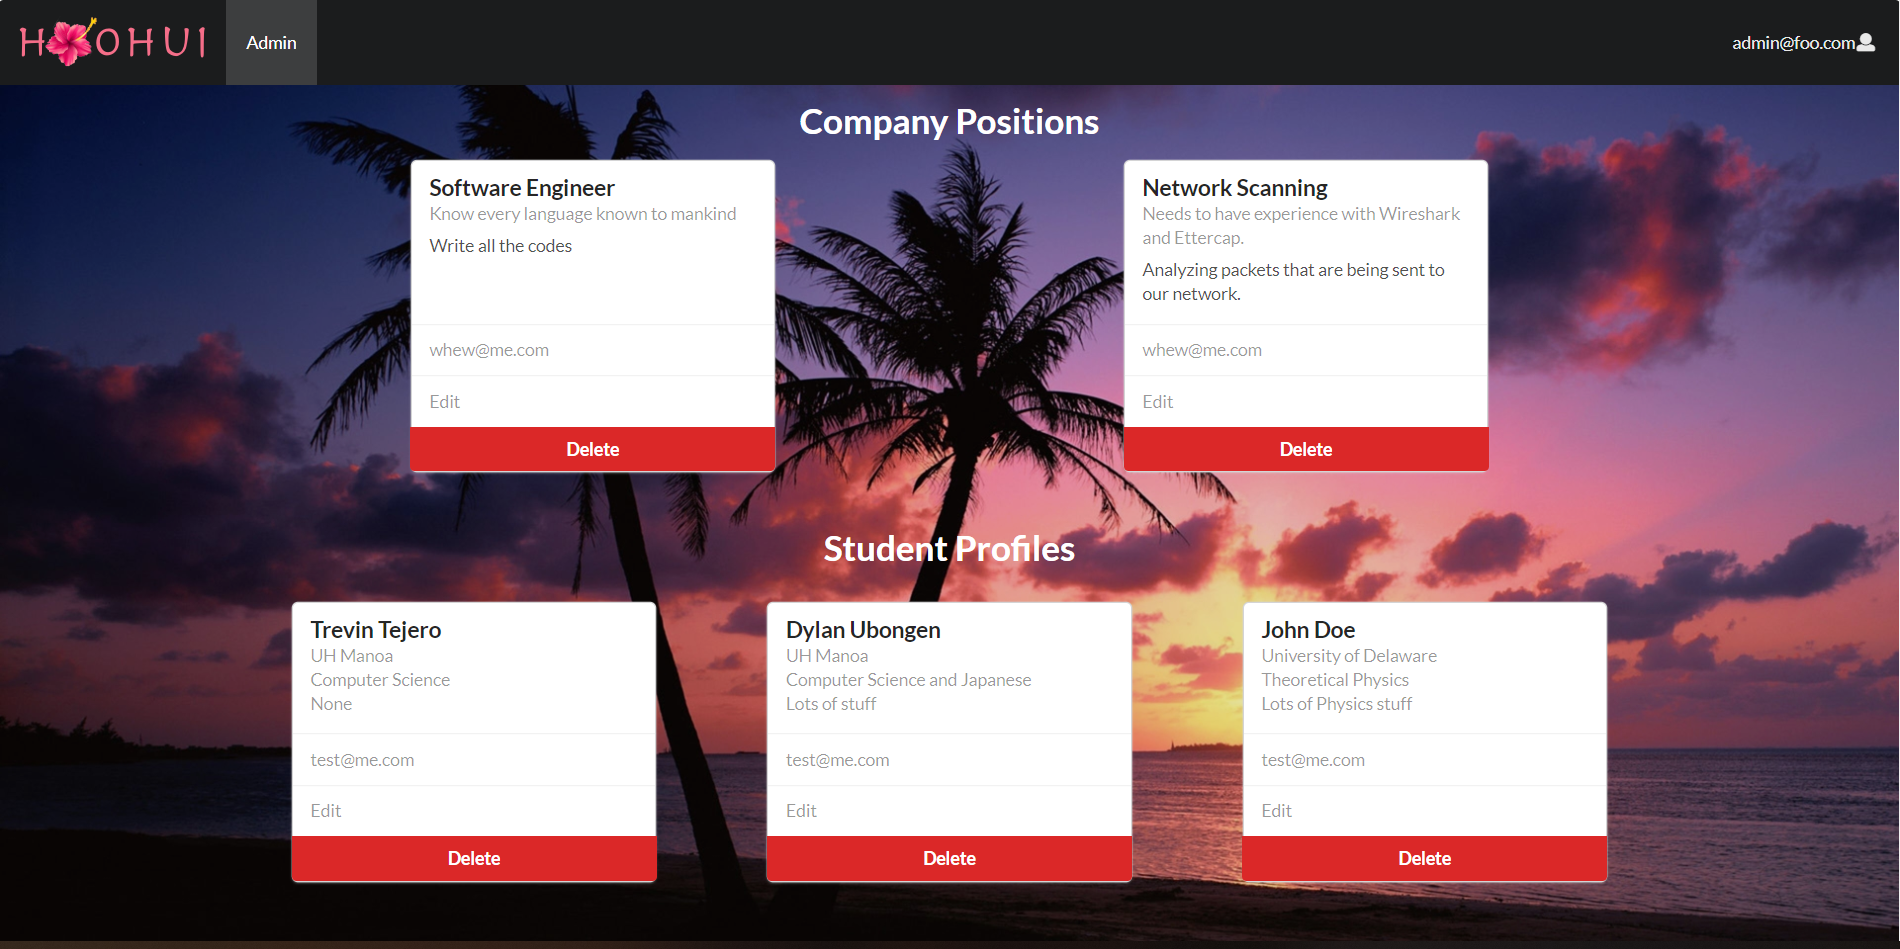 HOOHUI
Admin
admin@foo.com
Company Positions
Software Engineer
Know every language known to mankind
Write all the codes
whew@me.com
Edit
Delete
Network Scanning
Needs to have experience with Wireshark
and Ettercap.
Analyzing packets that are being sent to
our network.
whew@me.com
Edit
Delete
Student Profiles
Trevin Tejero
UH Manoa
Computer Science
None
test@me.com
Edit
Delete
Dylan Ubongen
UH Manoa
Computer Science and Japanese
Lots of stuff
test@me.com
Edit
Delete
John Doe
University of Delaware
Theoretical Physics
Lots of Physics stuff
test@me.com
Edit
Delete